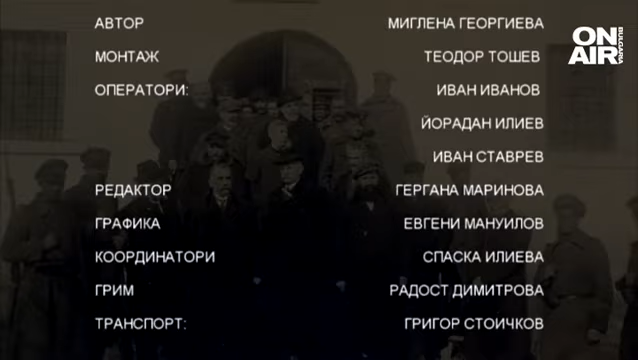 АВТОР МИГЛЕНА ГЕОРГИЕВА
МОНТАЖ ТЕОДОР ТОШЕВ
ОПЕРАТОРИ: ИВАН ИВАНОВ
ЙОРАДАН ИЛИЕВ
ИВАН СТАВРЕВ
РЕДАКТОР ГЕРГАНА МАРИНОВА
ГРАФИКА ЕВГЕНИ МАНУИЛОВ
КООРДИНАТОРИ СПАСКА ИЛИЕВА
ГРИМ РАДОСТ ДИМИТРОВА
ТРАНСПОРТ: ГРИГОР СТОИЧКОВ
ON
AIR
BULGARIA